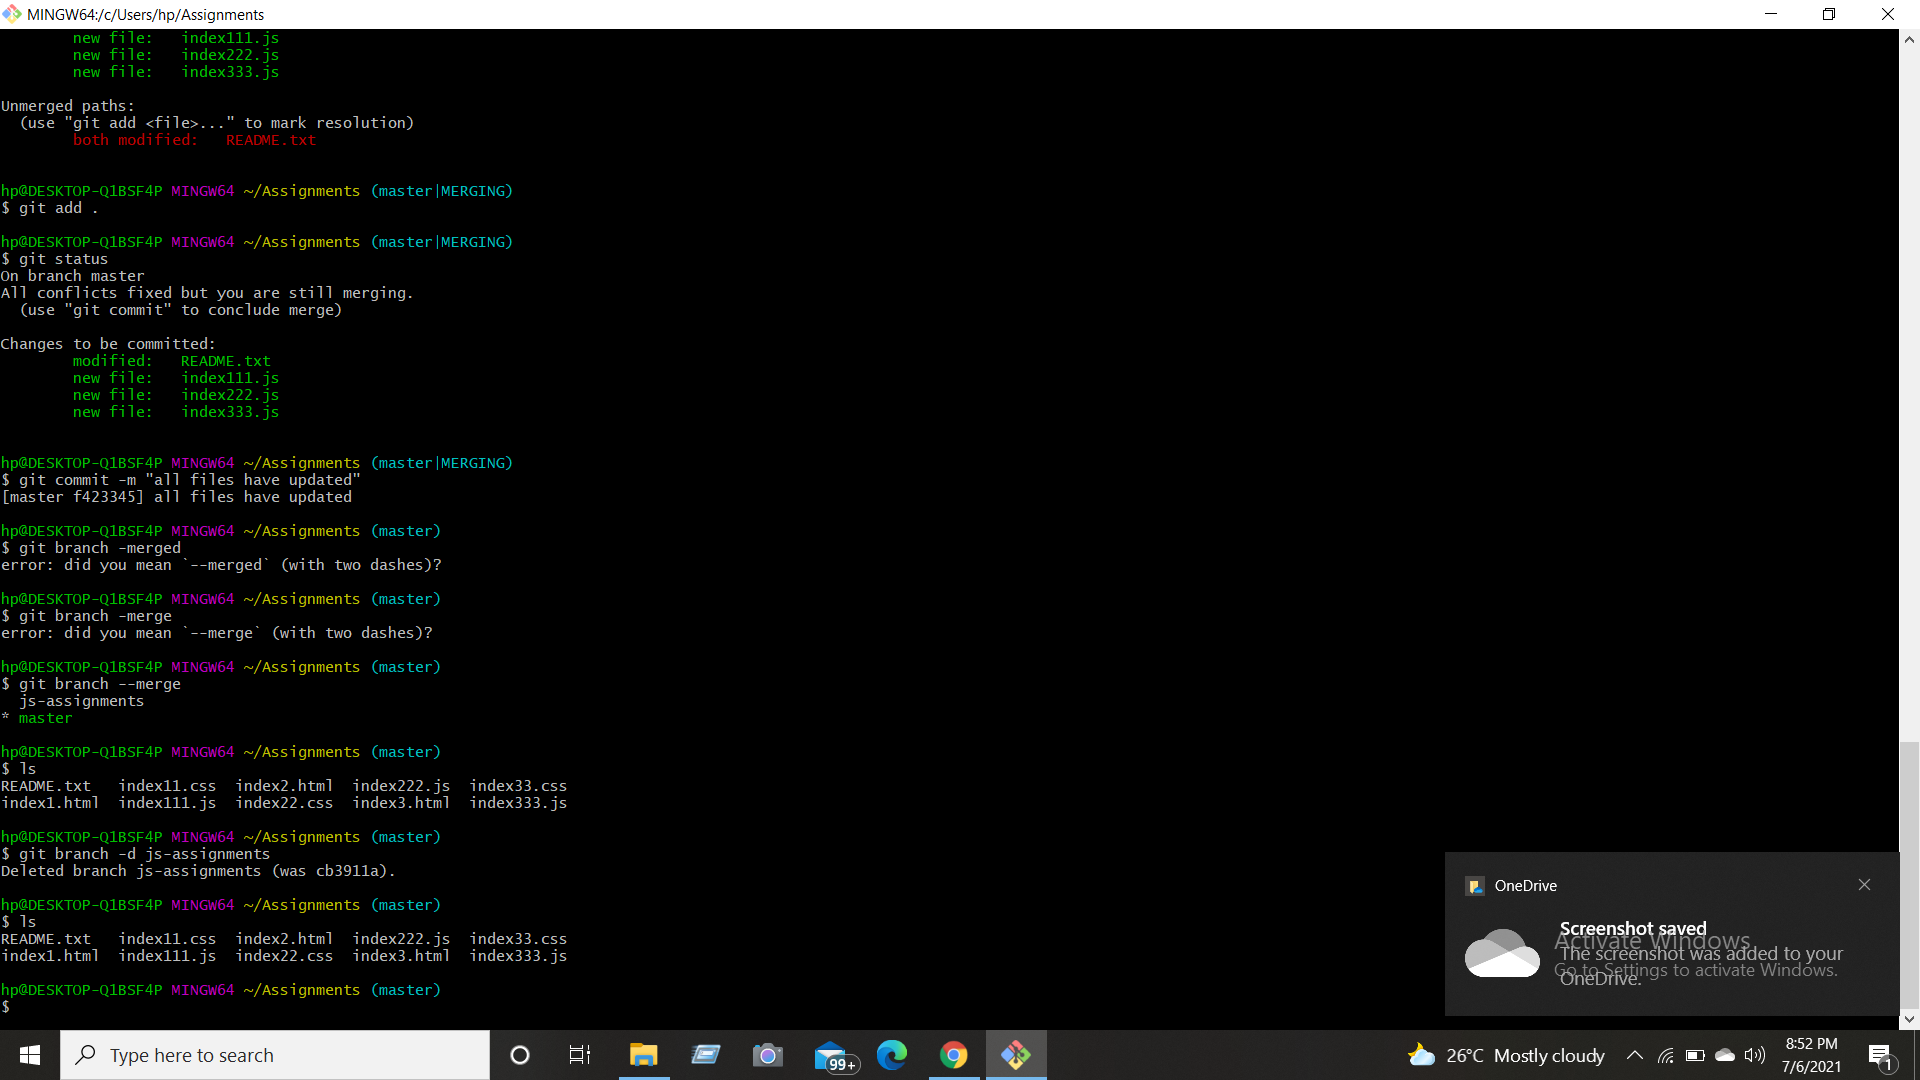 MINGW64:/c/Users/hp/Assignments
new file:   index111.js
new file:   index222.js
new file:   index333.js
Unmerged paths:
(use "git add <file>..." to mark resolution)
both modified:   README.txt
hp@DESKTOP-Q1BSF4P MINGW64 ~/Assignments (master|MERGING)
$ git add .
hp@DESKTOP-Q1BSF4P MINGW64 ~/Assignments (master|MERGING)
$ git status
On branch master
All conflicts fixed but you are still merging.
(use "git commit" to conclude merge)
Changes to be committed:
modified:   README.txt
new file:   index111.js
new file:   index222.js
new file:   index333.js
hp@DESKTOP-Q1BSF4P MINGW64 ~/Assignments (master|MERGING)
$ git commit -m "all files have updated"
[master f423345] all files have updated
hp@DESKTOP-Q1BSF4P MINGW64 ~/Assignments (master)
$ git branch -merged
error: did you mean `--merged` (with two dashes)?
hp@DESKTOP-Q1BSF4P MINGW64 ~/Assignments (master)
$ git branch -merge
error: did you mean `--merge` (with two dashes)?
hp@DESKTOP-Q1BSF4P MINGW64 ~/Assignments (master)
$ git branch --merge
js-assignments
* master
hp@DESKTOP-Q1BSF4P MINGW64 ~/Assignments (master)
$ ls
README.txt   index11.css  index2.html  index222.js  index33.css
index1.html  index111.js  index22.css  index3.html  index333.js
hp@DESKTOP-Q1BSF4P MINGW64 ~/Assignments (master)
$ git branch -d js-assignments
Deleted branch js-assignments (was cb3911a).
hp@DESKTOP-Q1BSF4P MINGW64 ~/Assignments (master)
$ ls
README.txt   index11.css  index2.html  index222.js  index33.css
index1.html  index111.js  index22.css  index3.html  index333.js
hp@DESKTOP-Q1BSF4P MINGW64 ~/Assignments (master)
$
OneDrive
Screenshot saved
Activate Windows
The screenshot was added to your
Go to Settings to activate Windows.
OneDrive.
Type here to search
99+
26°C Mostly cloudy
8:52 PM
7/6/2021
1